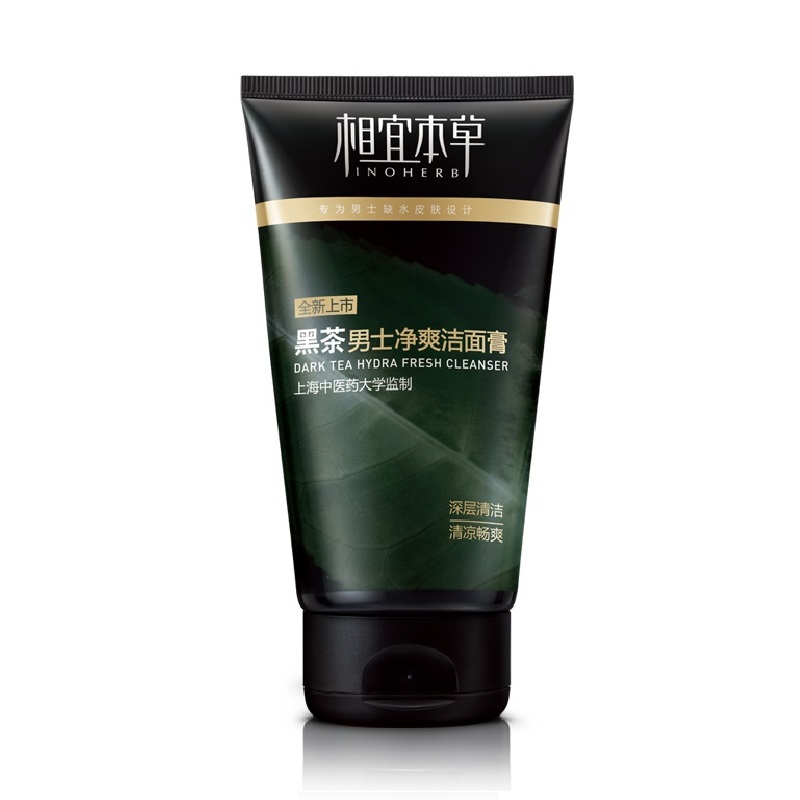 相宜本草
INOHERB
专为男士缺水皮肤设计
全新上市
黑茶男士净爽洁面膏
DARK TEA HYDRA FRESH CLEANSER
上海中医药大学监制
深层清洁
清凉畅爽